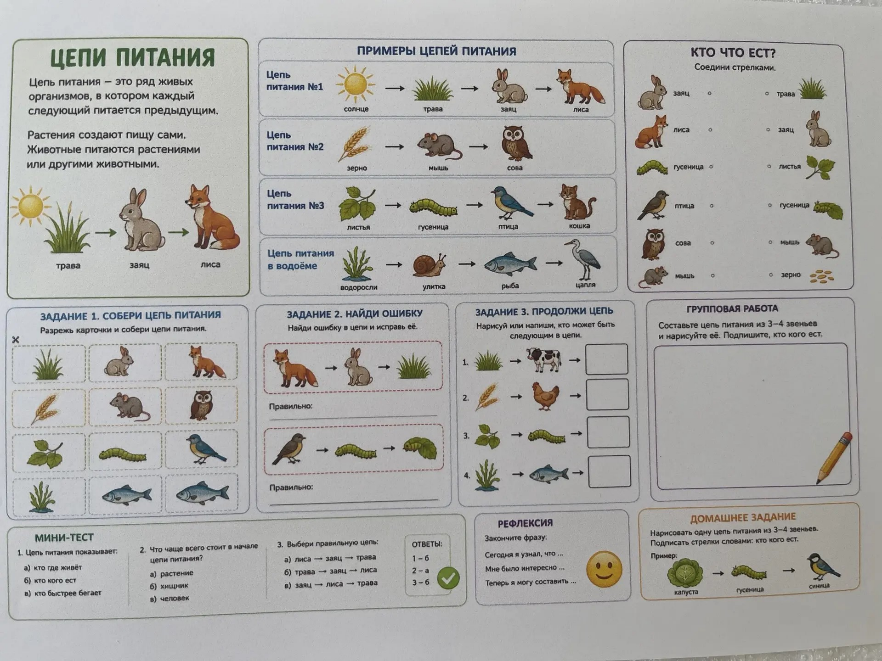 ЦЕПИ ПИТАНИЯ
Цепь питания – это ряд живых
организмов, в котором каждый
следующий питается предыдущим.
Растения создают пищу сами.
Животные питаются растениями
или другими животными.
трава заяц лиса
ПРИМЕРЫ ЦЕПЕЙ ПИТАНИЯ
Цепь
питания №1
солнце трава заяц лиса
Цепь
питания №2
зерно мышь сова
Цепь
питания №3
листья гусеница птица кошка
Цепь питания
в водоёме
водоросли улитка рыба цапля
КТО ЧТО ЕСТ?
Соедини стрелками.
заяц трава
лиса заяц
гусеница листья
птица гусеница
сова мышь
мышь зерно
ЗАДАНИЕ 1. СОБЕРИ ЦЕПЬ ПИТАНИЯ
Разрежь карточки и собери цепи питания.
ЗАДАНИЕ 2. НАЙДИ ОШИБКУ
Найди ошибку в цепи и исправь её.
Правильно:
Правильно:
ЗАДАНИЕ 3. ПРОДОЛЖИ ЦЕПЬ
Нарисуй или напиши, кто может быть
следующим в цепи.
1.
2.
3.
4.
ГРУППОВАЯ РАБОТА
Составьте цепь питания из 3–4 звеньев
и нарисуйте её. Подпишите, кто кого ест.
МИНИ-ТЕСТ
1. Цепь питания показывает:
а) кто где живёт
б) кто кого ест
в) кто быстрее бегает
2. Что чаще всего стоит в начале
цепи питания?
а) растение
б) хищник
в) человек
3. Выбери правильную цепь:
а) лиса → заяц → трава
б) трава → заяц → лиса
в) заяц → лиса → трава
ОТВЕТЫ:
1 – б
2 – а
3 – б
РЕФЛЕКСИЯ
Закончите фразу:
Сегодня я узнал, что ...
Мне было интересно ...
Теперь я могу составить ...
ДОМАШНЕЕ ЗАДАНИЕ
Нарисовать одну цепь питания из 3–4 звеньев.
Подписать стрелки словами: кто кого ест.
Пример:
капуста гусеница синица